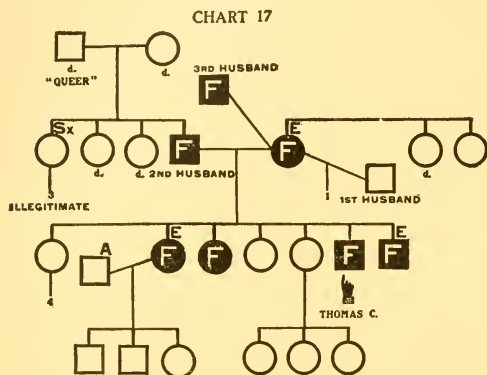 CHART 17
d.
"QUEER"
d.
3RD HUSBAND
F
Sx
d.
d.
F
2ND HUSBAND
E
F
d.
3
ILLEGITIMATE
1
1ST HUSBAND
A
E
F
F
F
E
F
4
THOMAS C.